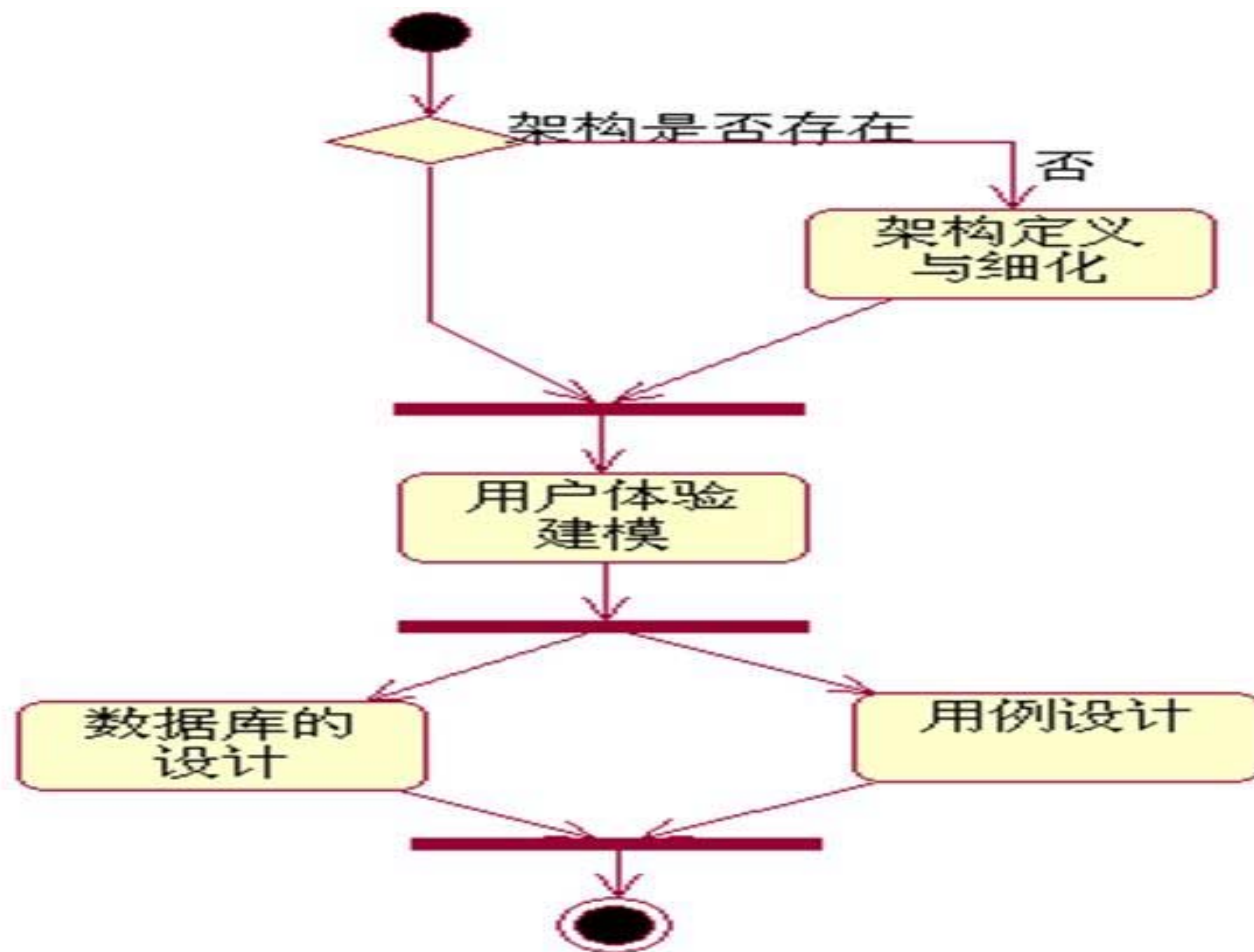 架构是否存在
否
架构定义
与细化
用户体验
建模
数据库的
设计
用例设计